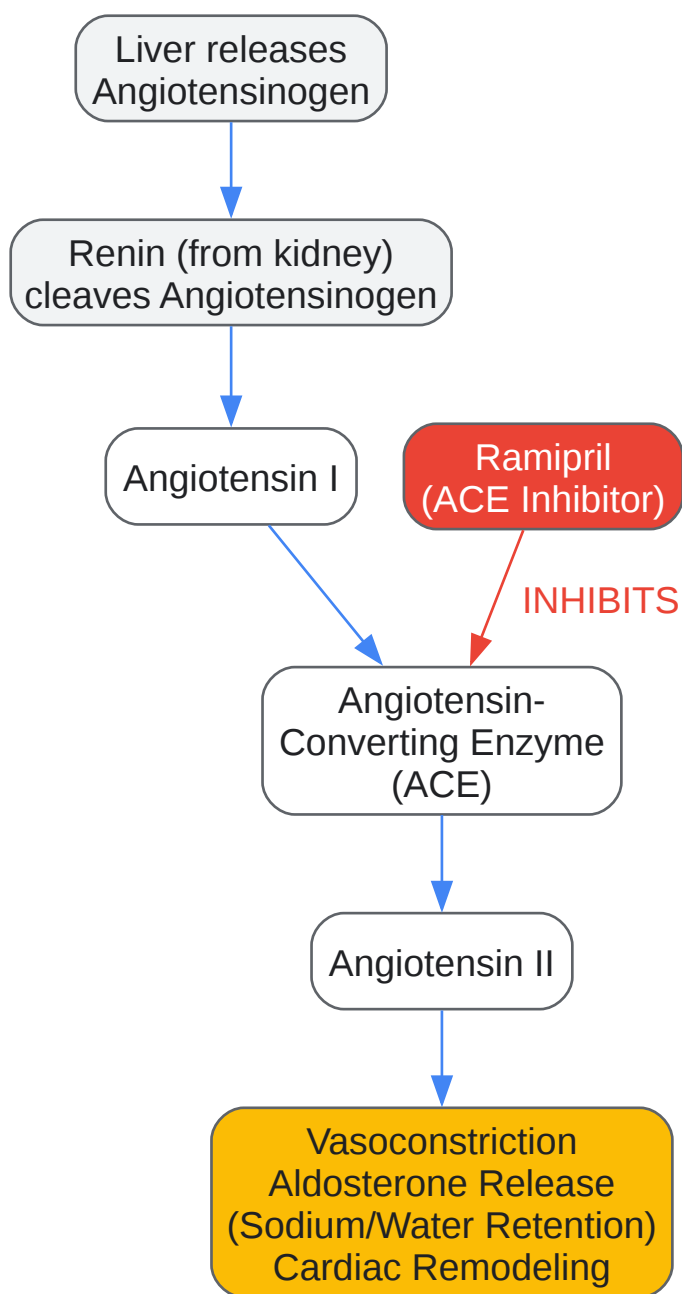 Liver releases
Angiotensinogen
Renin (from kidney)
cleaves Angiotensinogen
Angiotensin I
Ramipril
(ACE Inhibitor)
INHIBITS
Angiotensin-
Converting Enzyme
(ACE)
Angiotensin II
Vasoconstriction
Aldosterone Release
(Sodium/Water Retention)
Cardiac Remodeling